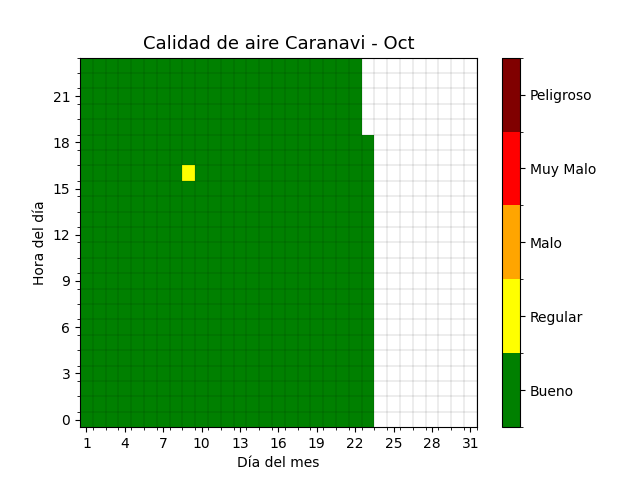 Calidad de aire Caranavi - Oct
Hora del día
21
18
15
12
9
6
3
0
1 4 7 10 13 16 19 22 25 28 31
Día del mes
Peligroso
Muy Malo
Malo
Regular
Bueno